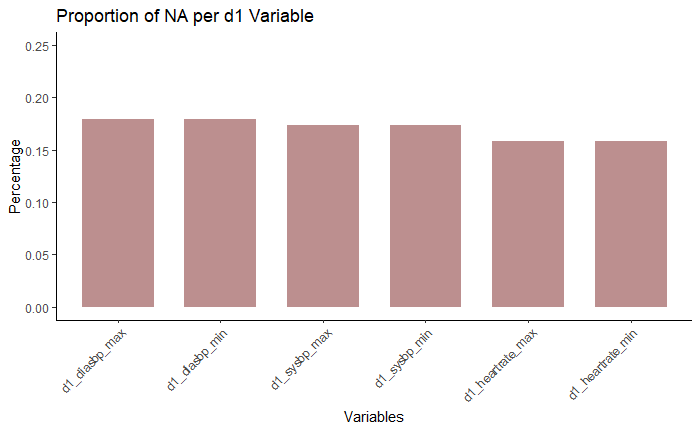 Proportion of NA per d1 Variable
Percentage
0.25
0.20
0.15
0.10
0.05
0.00
d1_diasbp_max
d1_diasbp_min
d1_sysbp_max
d1_sysbp_min
d1_heartrate_max
d1_heartrate_min
Variables